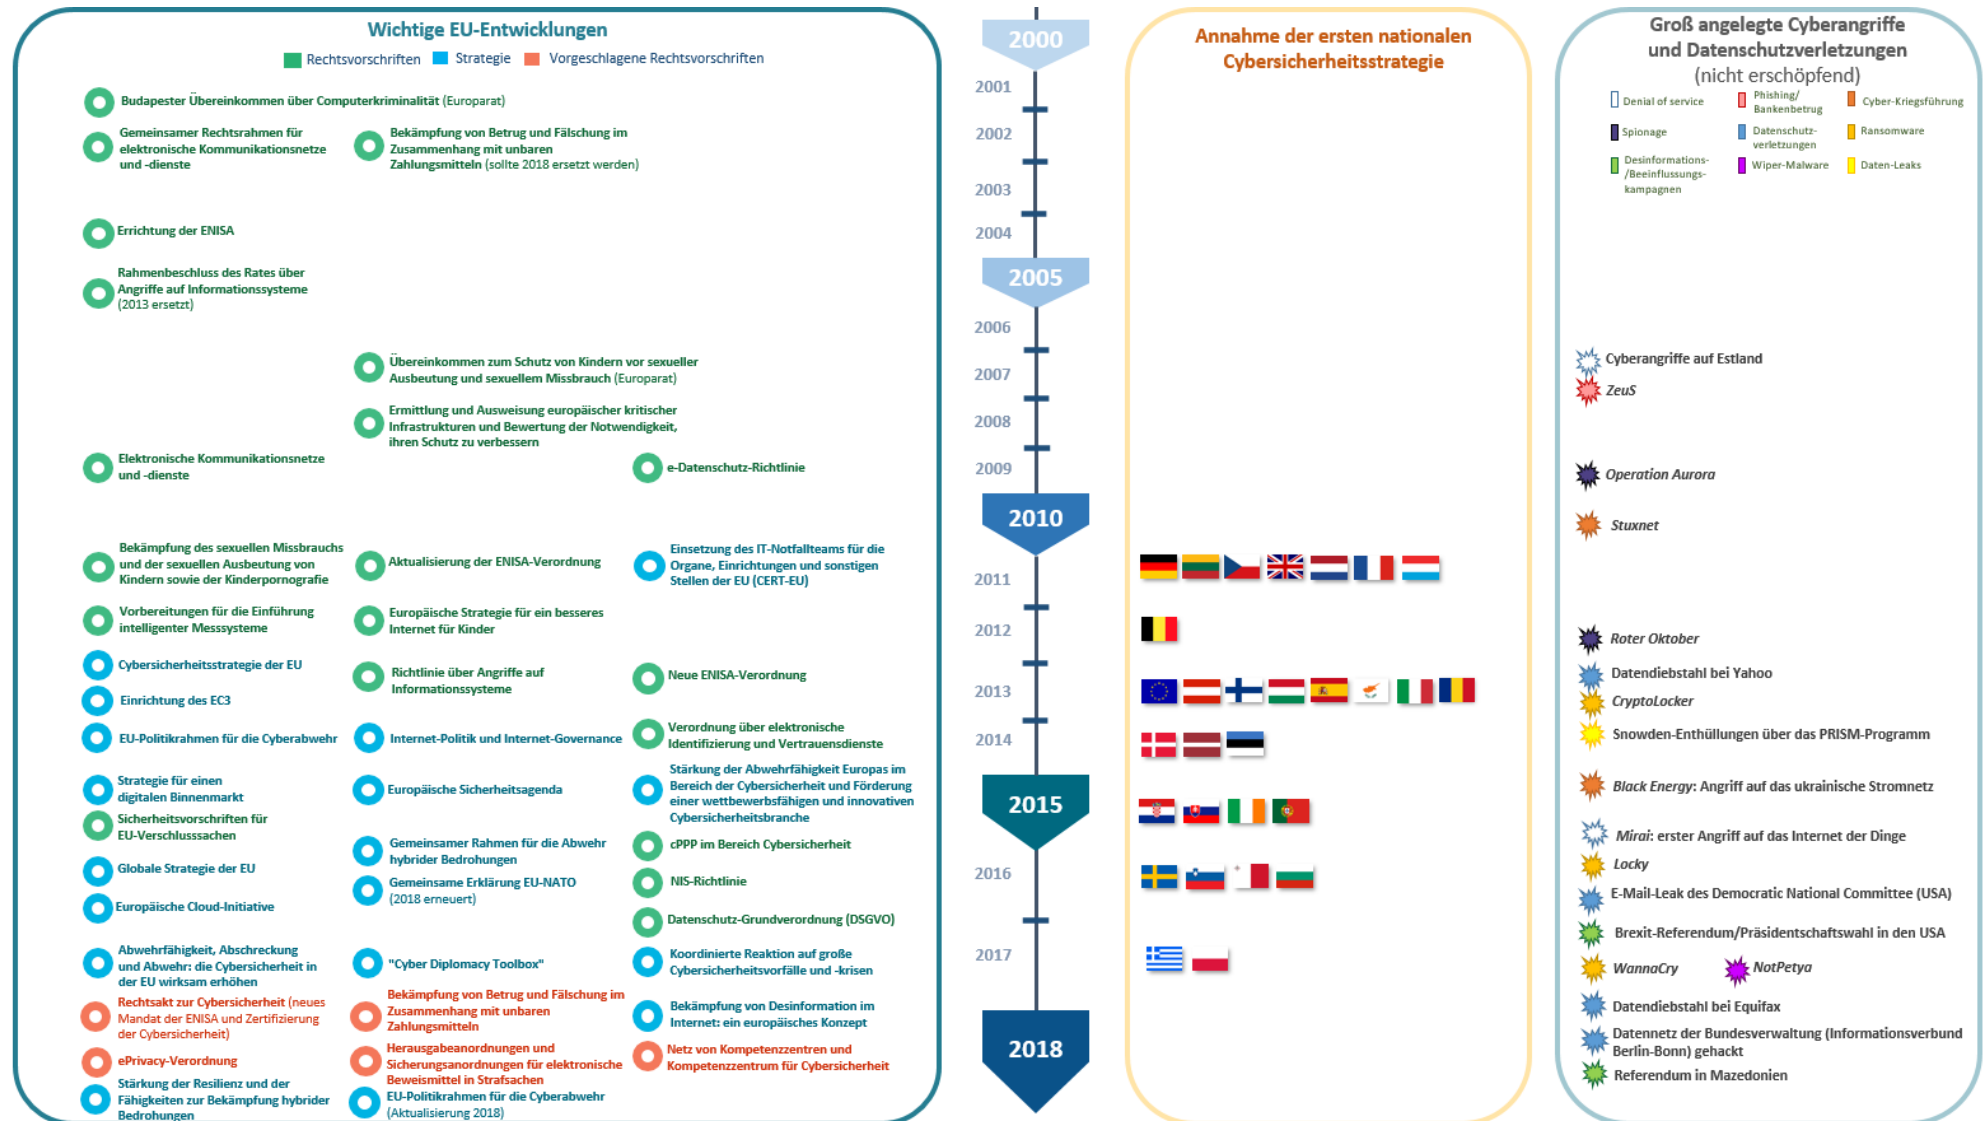 Wichtige EU-Entwicklungen
Rechtsvorschriften
Strategie
Vorgeschlagene Rechtsvorschriften
Budapester Übereinkommen über Computerkriminalität (Europarat)
Gemeinsamer Rechtsrahmen für
elektronische Kommunikationsnetze
und -dienste
Bekämpfung von Betrug und Fälschung im
Zusammenhang mit unbaren
Zahlungsmitteln (sollte 2018 ersetzt werden)
Errichtung der ENISA
Rahmenbeschluss des Rates über
Angriffe auf Informationssysteme
(2013 ersetzt)
Übereinkommen zum Schutz von Kindern vor sexueller
Ausbeutung und sexuellem Missbrauch (Europarat)
Ermittlung und Ausweisung europäischer kritischer
Infrastrukturen und Bewertung der Notwendigkeit,
ihren Schutz zu verbessern
Elektronische Kommunikationsnetze
und -dienste
e-Datenschutz-Richtlinie
Bekämpfung des sexuellen Missbrauchs
und der sexuellen Ausbeutung von
Kindern sowie der Kinderpornografie
Aktualisierung der ENISA-Verordnung
Einsetzung des IT-Notfallteams für die
Organe, Einrichtungen und sonstigen
Stellen der EU (CERT-EU)
Vorbereitungen für die Einführung
intelligenter Messsysteme
Europäische Strategie für ein besseres
Internet für Kinder
Cybersicherheitsstrategie der EU
Richtlinie über Angriffe auf
Informationssysteme
Neue ENISA-Verordnung
Einrichtung des EC3
EU-Politikrahmen für die Cyberabwehr
Internet-Politik und Internet-Governance
Verordnung über elektronische
Identifizierung und Vertrauensdienste
Strategie für einen
digitalen Binnenmarkt
Europäische Sicherheitsagenda
Stärkung der Abwehrfähigkeit Europas im
Bereich der Cybersicherheit und Förderung
einer wettbewerbsfähigen und innovativen
Cybersicherheitsbranche
Sicherheitsvorschriften für
EU-Verschlusssachen
Gemeinsamer Rahmen für die Abwehr
hybrider Bedrohungen
cPPP im Bereich Cybersicherheit
Globale Strategie der EU
Gemeinsame Erklärung EU-NATO
(2018 erneuert)
NIS-Richtlinie
Europäische Cloud-Initiative
Datenschutz-Grundverordnung (DSGVO)
Abwehrfähigkeit, Abschreckung
und Abwehr: die Cybersicherheit in
der EU wirksam erhöhen
"Cyber Diplomacy Toolbox"
Koordinierte Reaktion auf große
Cybersicherheitsvorfälle und -krisen
Rechtsakt zur Cybersicherheit (neues
Mandat der ENISA und Zertifizierung
der Cybersicherheit)
Bekämpfung von Betrug und Fälschung im
Zusammenhang mit unbaren
Zahlungsmitteln
Bekämpfung von Desinformation im
Internet: ein europäisches Konzept
ePrivacy-Verordnung
Herausgabeanordnungen und
Sicherungsanordnungen für elektronische
Beweismittel in Strafsachen
Netz von Kompetenzzentren und
Kompetenzzentrum für Cybersicherheit
Stärkung der Resilienz und der
Fähigkeiten zur Bekämpfung hybrider
Bedrohungen
EU-Politikrahmen für die Cyberabwehr
(Aktualisierung 2018)
2000
2001
2002
2003
2004
2005
2006
2007
2008
2009
2010
2011
2012
2013
2014
2015
2016
2017
2018
Annahme der ersten nationalen
Cybersicherheitsstrategie
Groß angelegte Cyberangriffe
und Datenschutzverletzungen
(nicht erschöpfend)
Denial of service
Phishing/
Bankenbetrug
Cyber-Kriegsführung
Spionage
Datenschutz-
verletzungen
Ransomware
Desinformations-
/Beeinflussungs-
kampagnen
Wiper-Malware
Daten-Leaks
Cyberangriffe auf Estland
ZeuS
Operation Aurora
Stuxnet
Roter Oktober
Datendiebstahl bei Yahoo
CryptoLocker
Snowden-Enthüllungen über das PRISM-Programm
Black Energy: Angriff auf das ukrainische Stromnetz
Mirai: erster Angriff auf das Internet der Dinge
Locky
E-Mail-Leak des Democratic National Committee (USA)
Brexit-Referendum/Präsidentschaftswahl in den USA
WannaCry
NotPetya
Datendiebstahl bei Equifax
Datennetz der Bundesverwaltung (Informationsverbund
Berlin-Bonn) gehackt
Referendum in Mazedonien